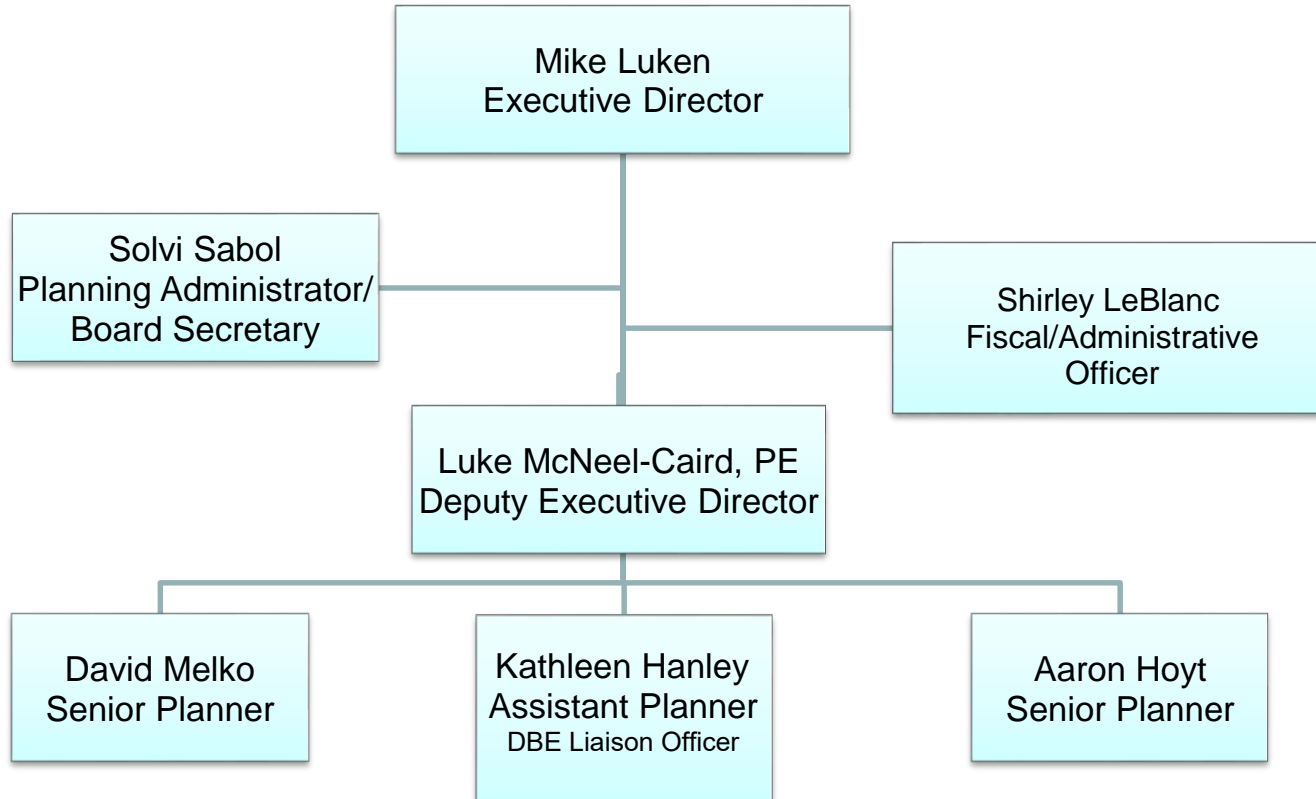 Mike Luken
Executive Director
Solvi Sabol
Planning Administrator/
Board Secretary
Shirley LeBlanc
Fiscal/Administrative
Officer
Luke McNeel-Caird, PE
Deputy Executive Director
David Melko
Senior Planner
Kathleen Hanley
Assistant Planner
DBE Liaison Officer
Aaron Hoyt
Senior Planner